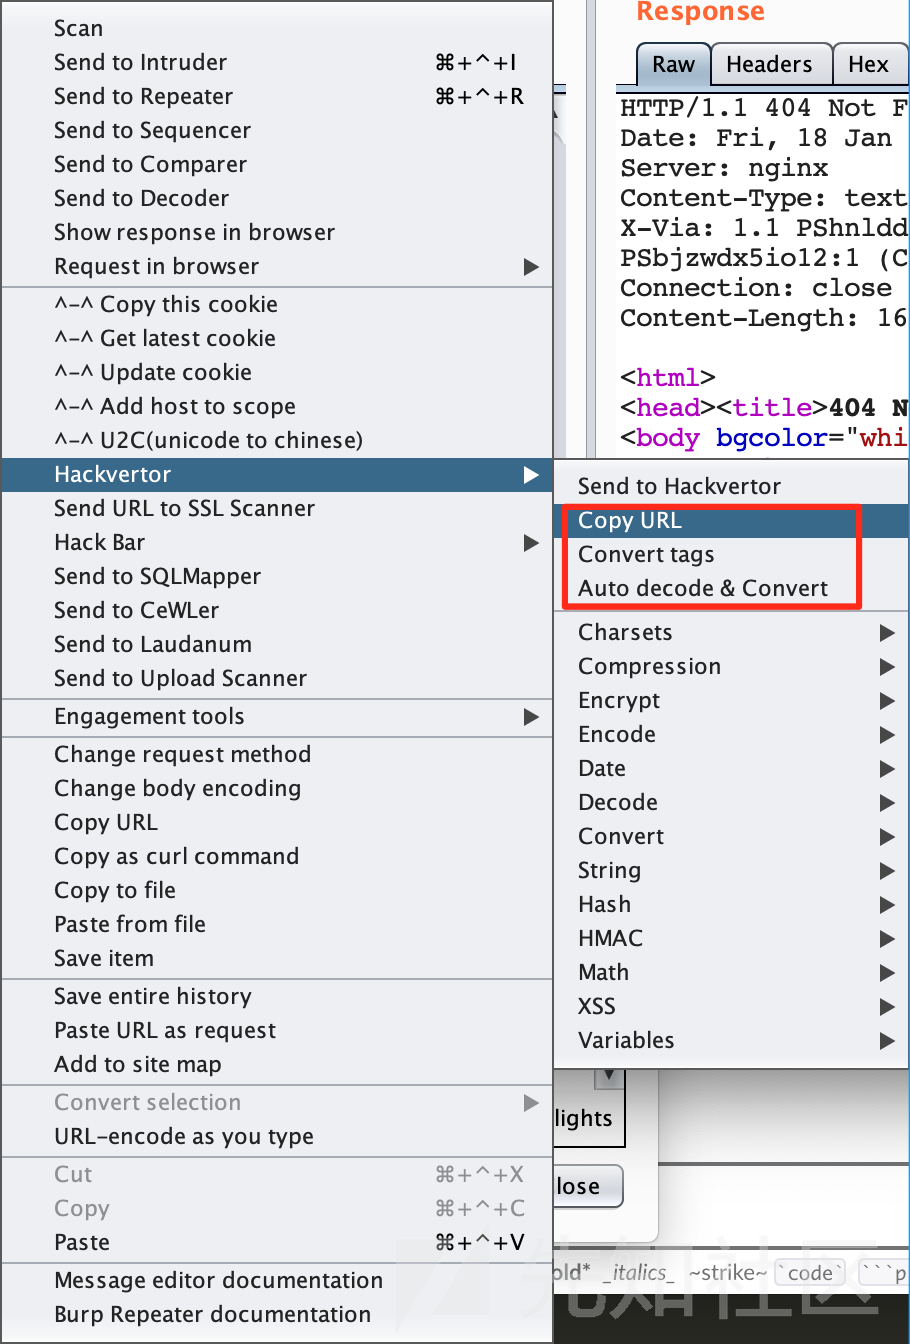 Scan
Send to Intruder ⌘+^+I
Send to Repeater ⌘+^+R
Send to Sequencer
Send to Comparer
Send to Decoder
Show response in browser
Request in browser
^-^ Copy this cookie
^-^ Get latest cookie
^-^ Update cookie
^-^ Add host to scope
^-^ U2C(unicode to chinese)
Hackvertor
Send URL to SSL Scanner
Hack Bar
Send to SQLMapper
Send to CeWLer
Send to Laudanum
Send to Upload Scanner
Engagement tools
Change request method
Change body encoding
Copy URL
Copy as curl command
Copy to file
Paste from file
Save item
Save entire history
Paste URL as request
Add to site map
Convert selection
URL-encode as you type
Cut ⌘+^+X
Copy ⌘+^+C
Paste ⌘+^+V
Message editor documentation
Burp Repeater documentation
Response
Raw Headers Hex
HTTP/1.1 404 Not F
Date: Fri, 18 Jan
Server: nginx
Content-Type: text
X-Via: 1.1 PShnldd
PSbjzwdx5io12:1 (C
Connection: close
Content-Length: 16
<html>
<head><title>404 N
<body bgcolor="whi
Send to Hackvertor
Copy URL
Convert tags
Auto decode & Convert
Charsets
Compression
Encrypt
Encode
Date
Decode
Convert
String
Hash
HMAC
Math
XSS
Variables
lights
lose
old* _italics_ ~strike~ `code` ```p
先知社区